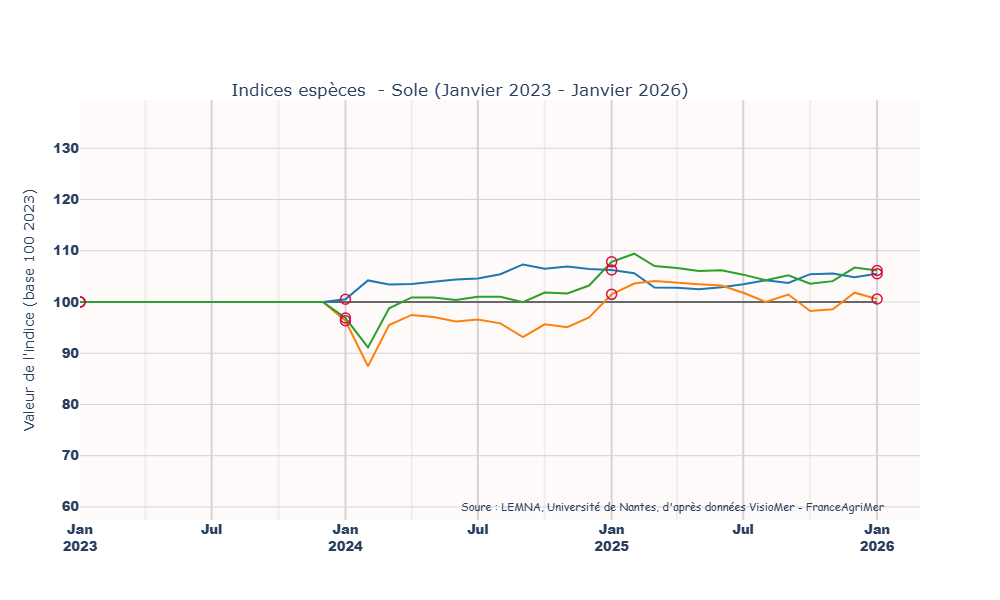 Indices espèces  - Sole (Janvier 2023 - Janvier 2026)
Valeur de l'indice (base 100 2023)
130
120
110
100
90
80
70
60
Soure : LEMNA, Université de Nantes, d'après données VisioMer - FranceAgriMer
Jan Jul Jan Jul Jan Jul Jan
2023 2024 2025 2026